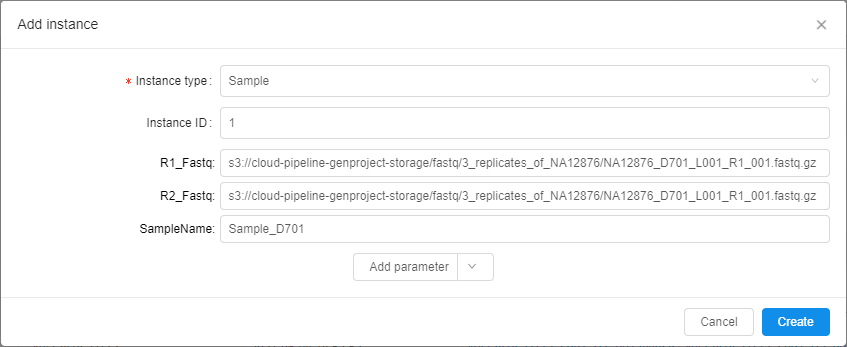 Add instance
* Instance type: Sample
Instance ID: 1
R1_Fastq: s3://cloud-pipeline-genproject-storage/fastq/3_replicates_of_NA12876/NA12876_D701_L001_R1_001.fastq.gz
R2_Fastq: s3://cloud-pipeline-genproject-storage/fastq/3_replicates_of_NA12876/NA12876_D701_L001_R1_001.fastq.gz
SampleName: Sample_D701
Add parameter
Cancel Create